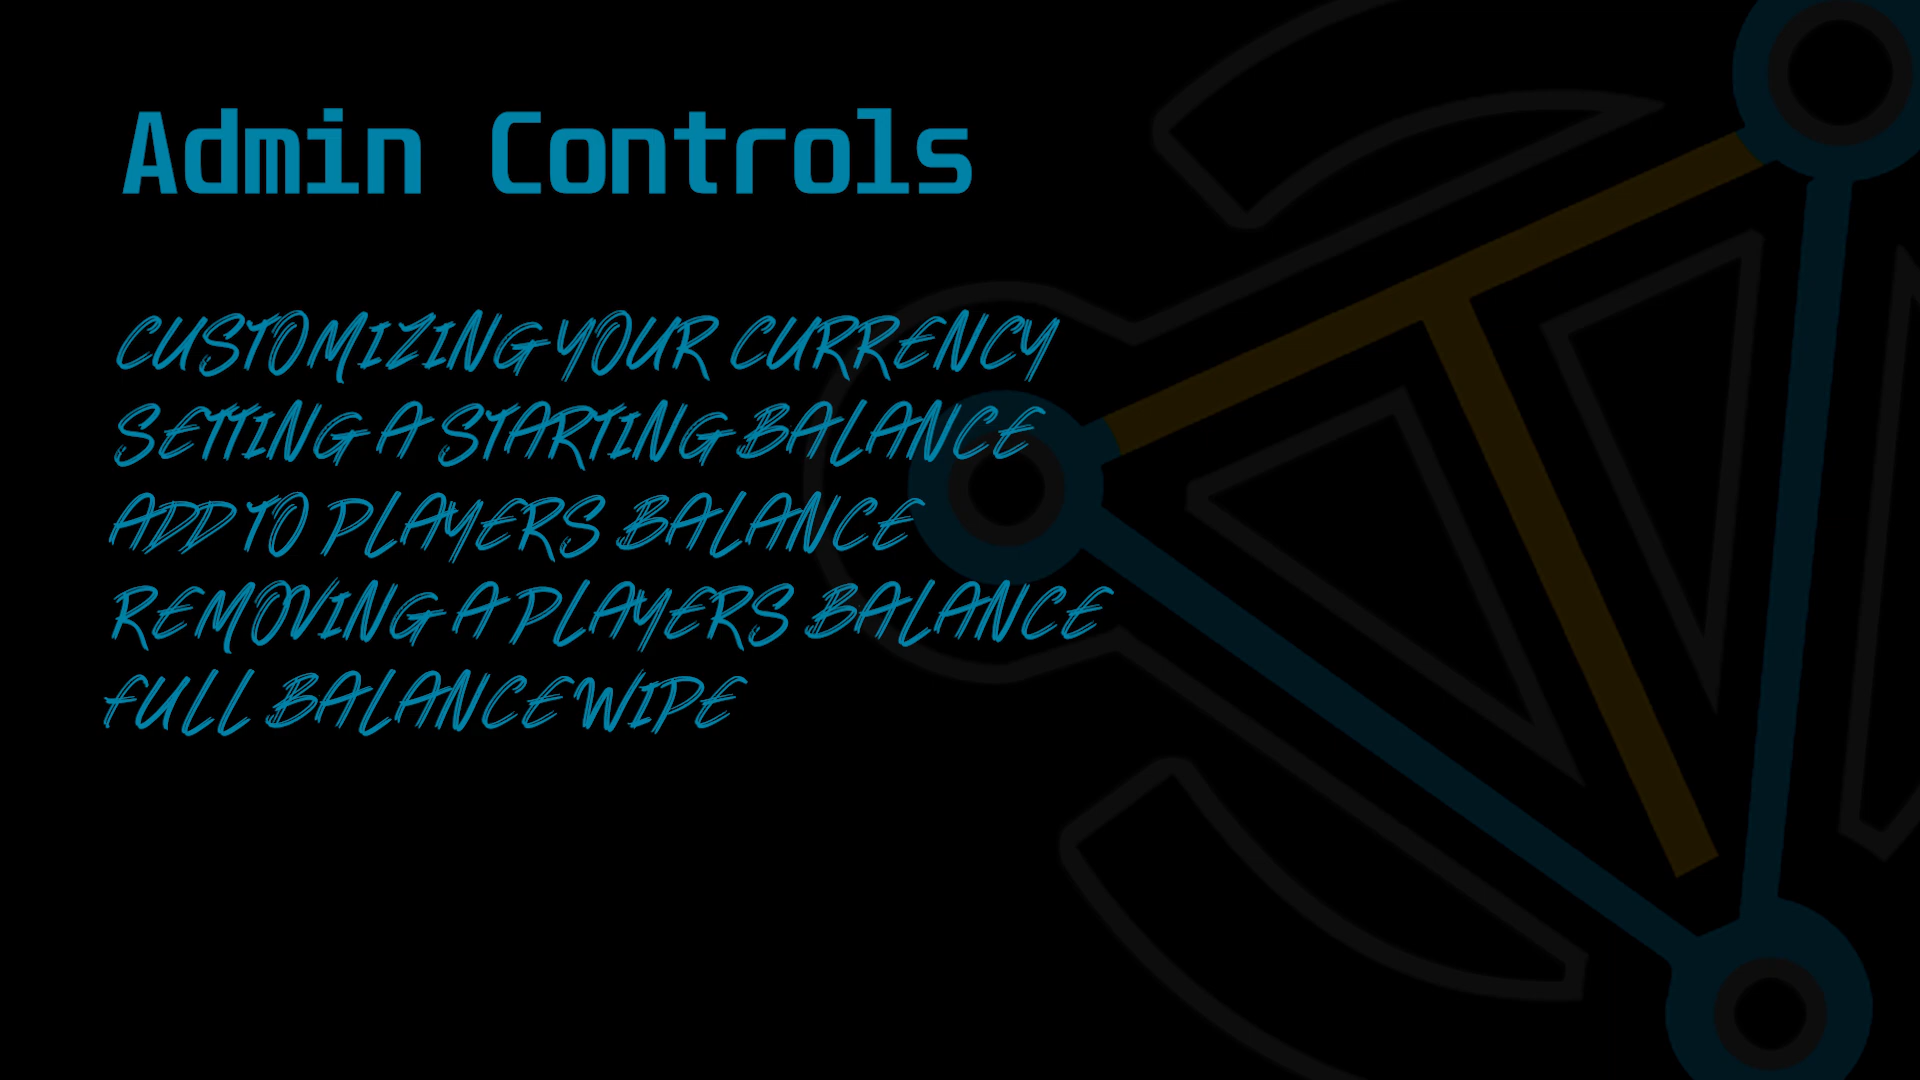 Admin Controls
CUSTOMIZING YOUR CURRENCY
SETTING A STARTING BALANCE
ADD TO PLAYERS BALANCE
REMOVING A PLAYERS BALANCE
FULL BALANCE WIPE